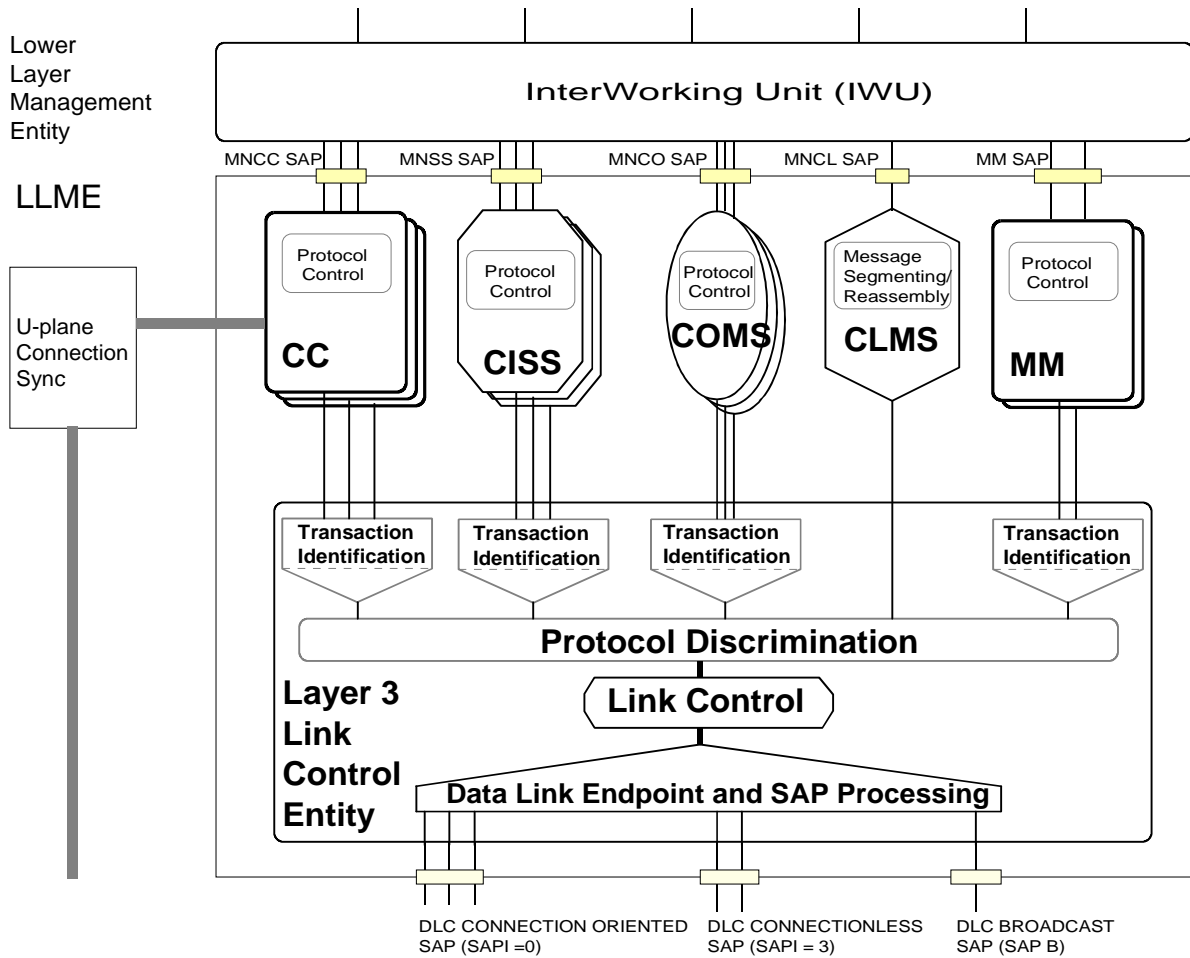 Lower
Layer
Management
Entity
LLME
InterWorking Unit (IWU)
MNCC SAP
MNSS SAP
MNCO SAP
MNCL SAP
MM SAP
U-plane
Connection
Sync
Protocol
Control
CC
Protocol
Control
CISS
Protocol
Control
COMS
Message
Segmenting/
Reassembly
CLMS
Protocol
Control
MM
Transaction
Identification
Transaction
Identification
Transaction
Identification
Transaction
Identification
Protocol Discrimination
Link Control
Layer 3
Link
Control
Entity
Data Link Endpoint and SAP Processing
DLC CONNECTION ORIENTED
SAP (SAPI =0)
DLC CONNECTIONLESS
SAP (SAPI = 3)
DLC BROADCAST
SAP (SAP B)